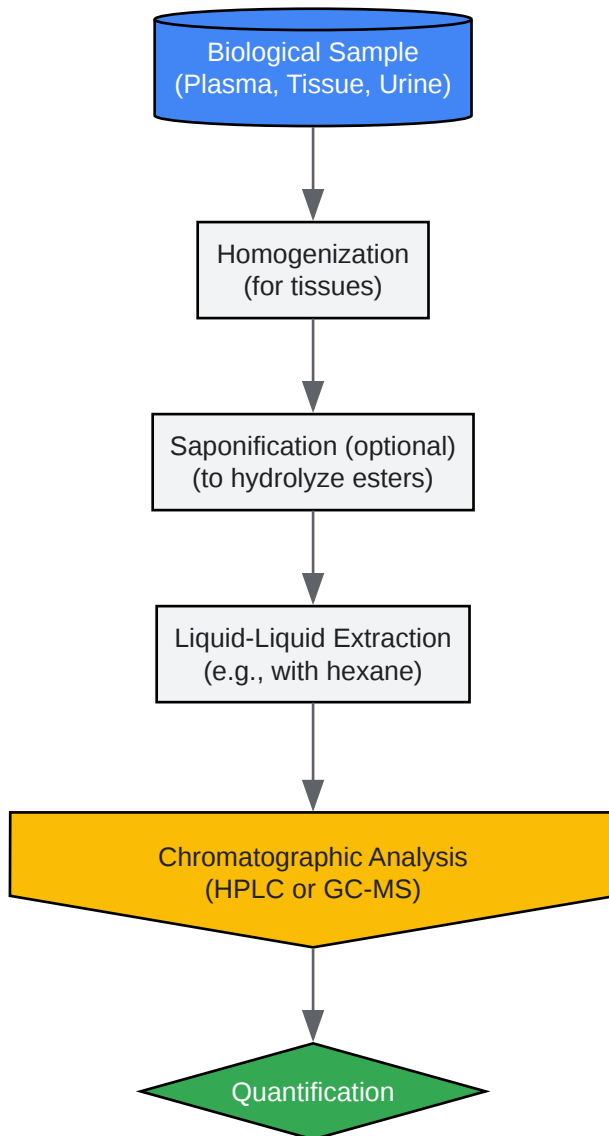 Biological Sample
(Plasma, Tissue, Urine)
Homogenization
(for tissues)
Saponification (optional)
(to hydrolyze esters)
Liquid-Liquid Extraction
(e.g., with hexane)
Chromatographic Analysis
(HPLC or GC-MS)
Quantification